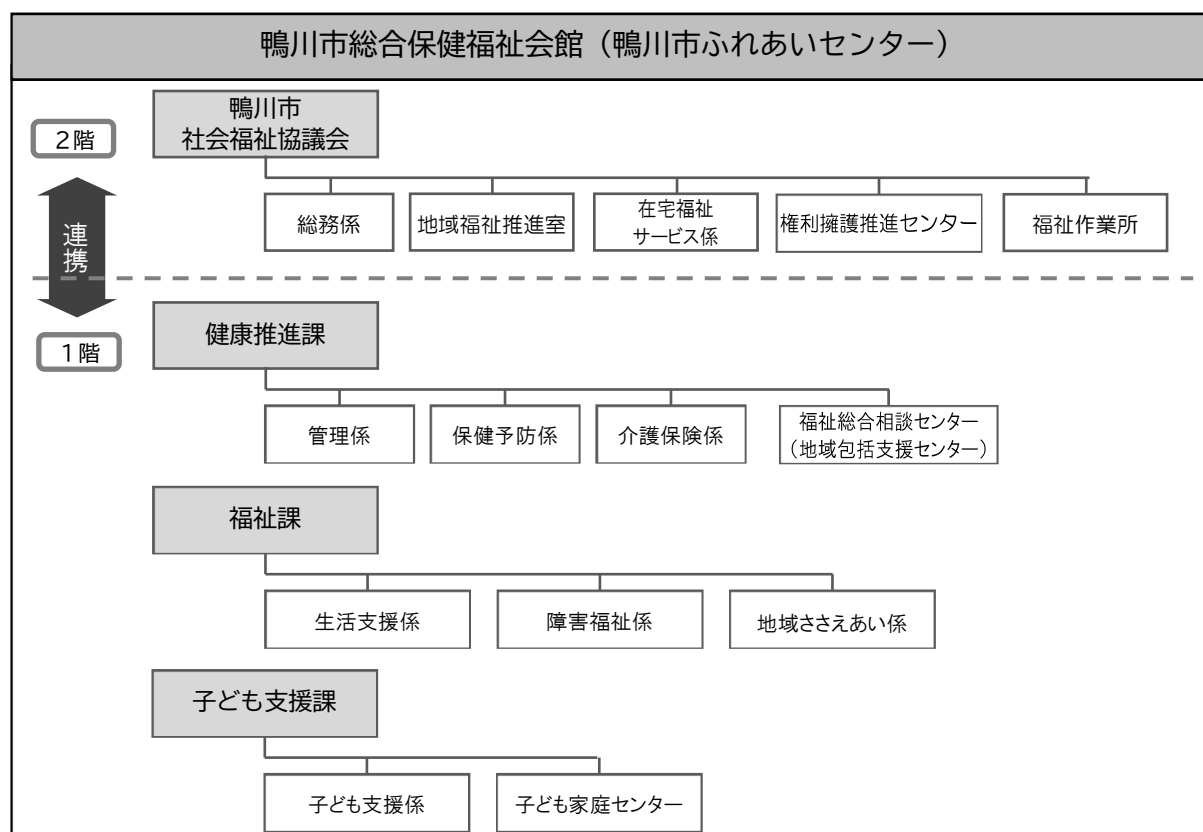 鴨川市総合保健福祉会館（鴨川市ふれあいセンター）
鴨川市
社会福祉協議会
2階
総務係
地域福祉推進室
在宅福祉
サービス係
権利擁護推進センター
福祉作業所
連携
健康推進課
1階
管理係
保健予防係
介護保険係
福祉総合相談センター
（地域包括支援センター）
福祉課
生活支援係
障害福祉係
地域ささえあい係
子ども支援課
子ども支援係
子ども家庭センター